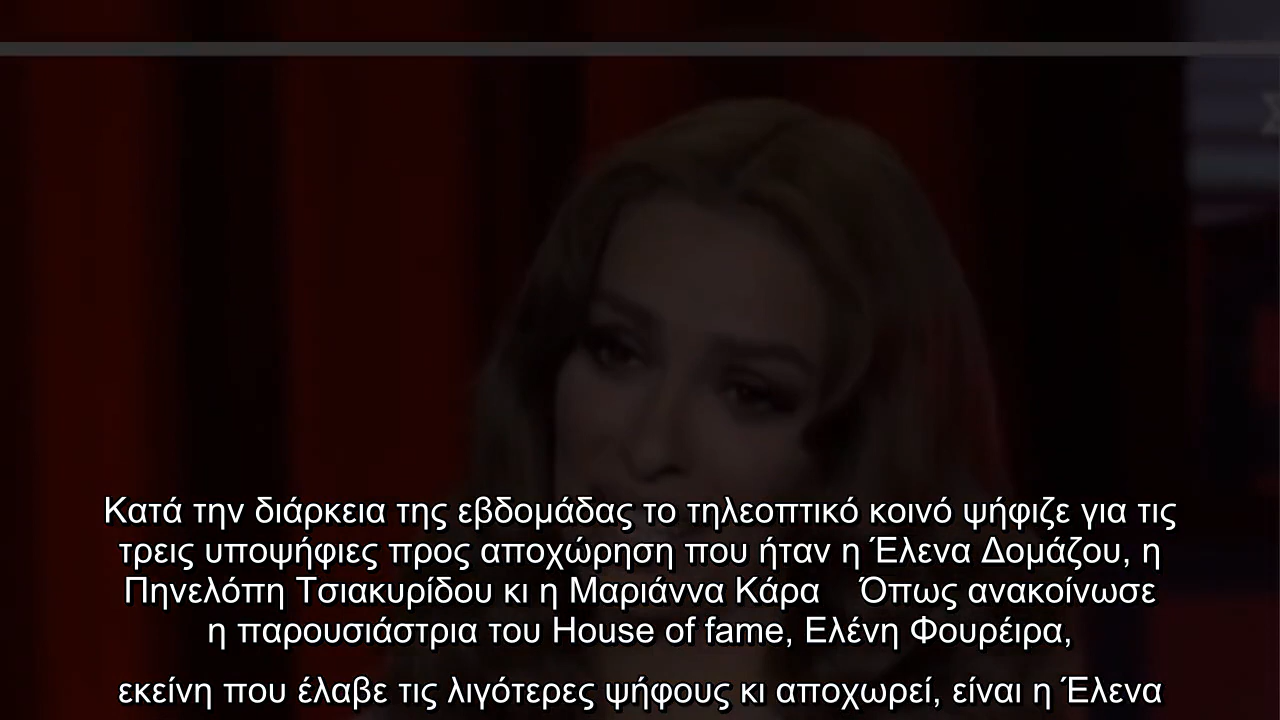 Κατά την διάρκεια της εβδομάδας το τηλεοπτικό κοινό ψήφιζε για τις
τρεις υποψήφιες προς αποχώρηση που ήταν η Έλενα Δομάζου, η
Πηνελόπη Τσιακυρίδου κι η Μαριάννα Κάρα    Όπως ανακοίνωσε
η παρουσιάστρια του House of fame, Ελένη Φουρέιρα,
εκείνη που έλαβε τις λιγότερες ψήφους κι αποχωρεί, είναι η Έλενα